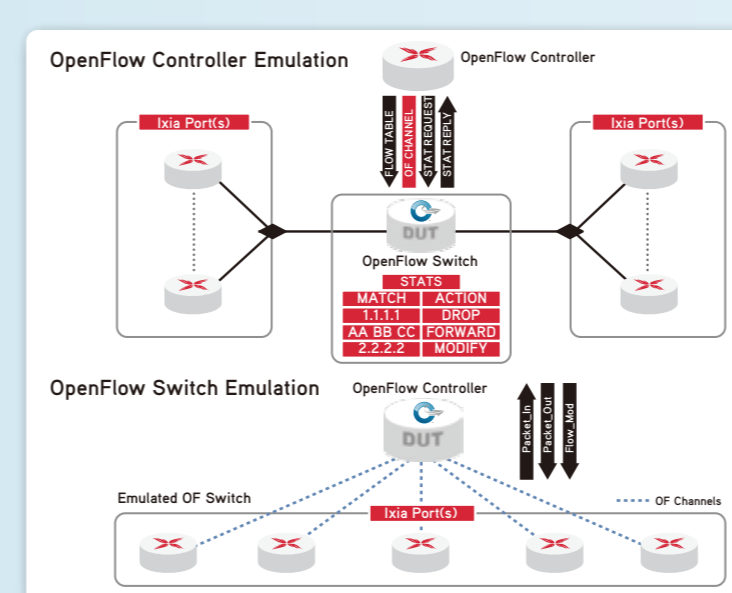 OpenFlow Controller Emulation
OpenFlow Controller
Ixia Port(s)
FLOW TABLE
OF CHANNEL
STAT REQUEST
STAT REPLY
Ixia Port(s)
DUT
OpenFlow Switch
STATS
MATCH ACTION
1.1.1.1 DROP
AA BB CC FORWARD
2.2.2.2 MODIFY
OpenFlow Switch Emulation
OpenFlow Controller
DUT
Packet_In
Packet_Out
Flow_Mod
Emulated OF Switch
OF Channels
Ixia Port(s)